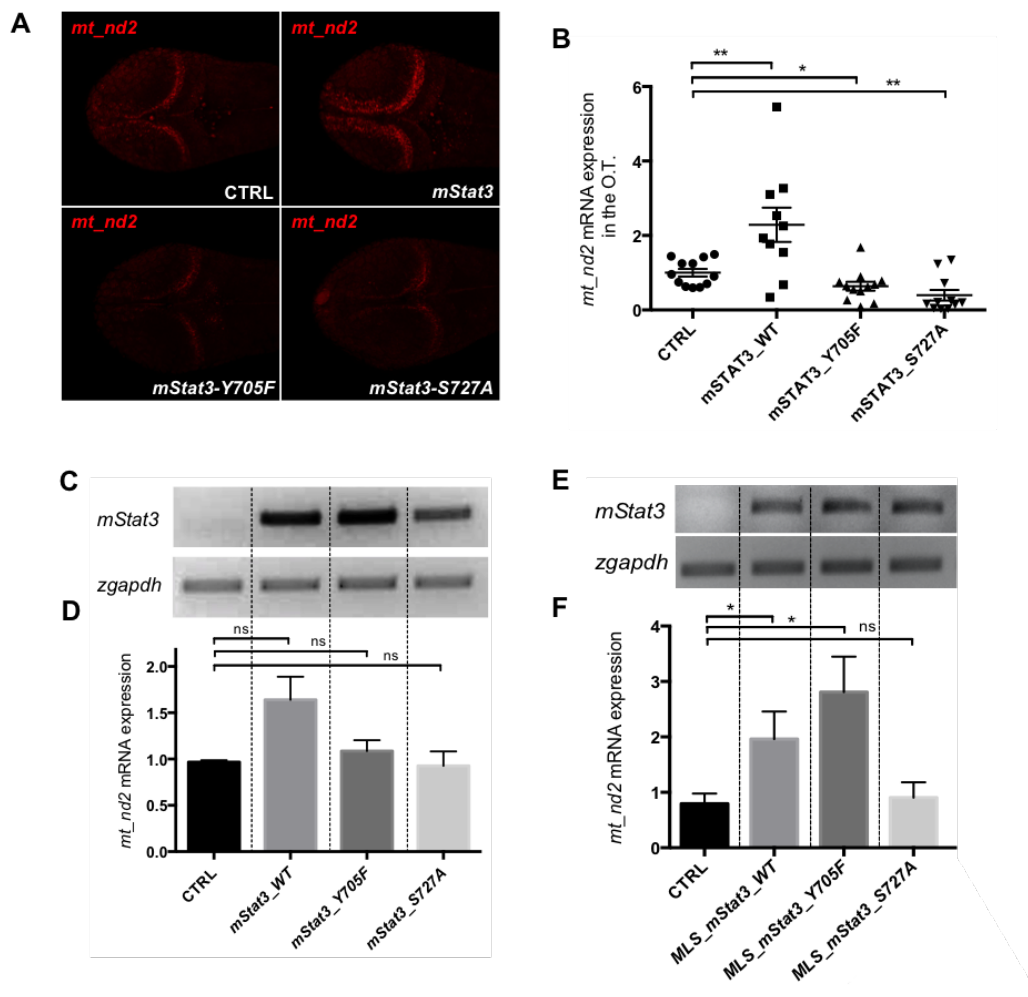 A
mt_nd2
mt_nd2
CTRL
mStat3
mt_nd2
mt_nd2
mStat3-Y705F
mStat3-S727A
B
**
*
**
mt_nd2 mRNA expression
in the O.T.
6
4
2
0
CTRL
mSTAT3_WT
mSTAT3_Y705F
mSTAT3_S727A
C
mStat3
zgapdh
D
ns
ns
ns
mt_nd2 mRNA expression
2.0
1.5
1.0
0.5
0.0
CTRL
mStat3_WT
mStat3_Y705F
mStat3_S727A
E
mStat3
zgapdh
F
*
*
ns
mt_nd2 mRNA expression
4
3
2
1
0
CTRL
MLS_mStat3_WT
MLS_mStat3_Y705F
MLS_mStat3_S727A